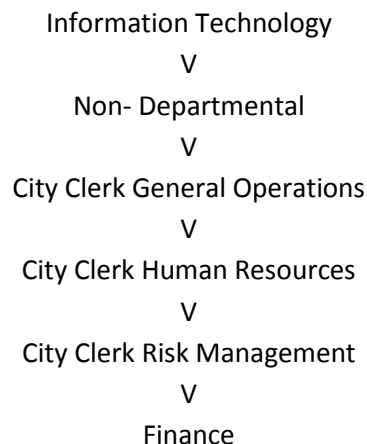 Information Technology
V
Non- Departmental
V
City Clerk General Operations
V
City Clerk Human Resources
V
City Clerk Risk Management
V
Finance